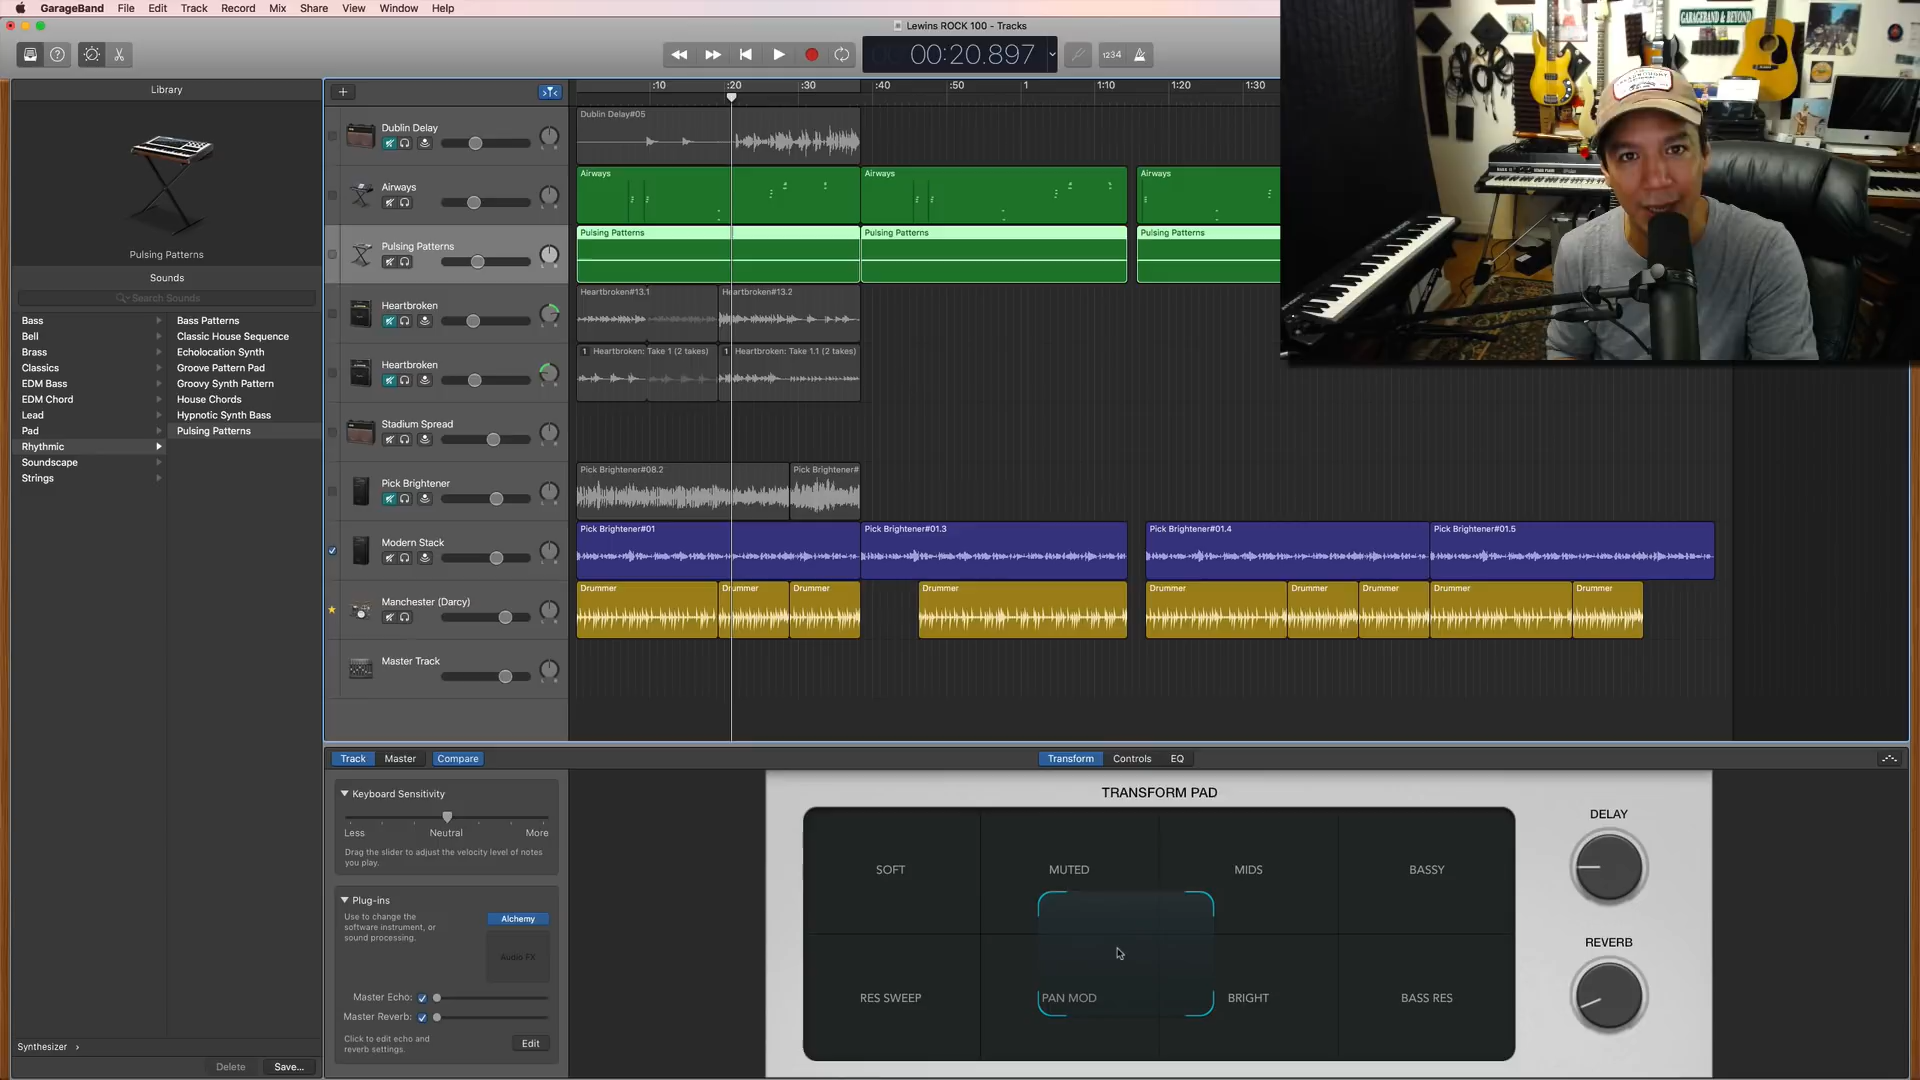 GarageBand File Edit Track Record Mix Share View Window Help
Lewins ROCK 100 - Tracks
00:20.897
1234
GARAGEBAND & BEYOND
Library
Pulsing Patterns
Sounds
Search Sounds
Bass
Bell
Brass
Classics
EDM Bass
EDM Chord
Lead
Pad
Rhythmic
Soundscape
Strings
Bass Patterns
Classic House Sequence
Echolocation Synth
Groove Pattern Pad
Groovy Synth Pattern
House Chords
Hypnotic Synth Bass
Pulsing Patterns
Synthesizer
Delete Save...
:10 :20 :30 :40 :50 1 1:10 1:20 1:30
Dublin Delay
Dublin Delay#05
Airways
Airways Airways Airways
Pulsing Patterns
Pulsing Patterns Pulsing Patterns Pulsing Patterns
Heartbroken
Heartbroken#13.1 Heartbroken#13.2
Heartbroken
1 Heartbroken: Take 1 (2 takes) 1 Heartbroken: Take 1.1 (2 takes)
Stadium Spread
Pick Brightener
Pick Brightener#08.2 Pick Brightener#
Modern Stack
Pick Brightener#01 Pick Brightener#01.3 Pick Brightener#01.4 Pick Brightener#01.5
Manchester (Darcy)
Drummer Drummer Drummer Drummer Drummer Drummer Drummer Drummer Drummer
Master Track
Track Master Compare
Transform Controls EQ
Keyboard Sensitivity
Less Neutral More
Drag the slider to adjust the velocity level of notes
you play.
Plug-ins
Use to change the
software instrument, or
sound processing.
Alchemy
Audio FX
Master Echo:
Master Reverb:
Click to edit echo and
reverb settings.
Edit
TRANSFORM PAD
SOFT MUTED MIDS BASSY
RES SWEEP PAN MOD BRIGHT BASS RES
DELAY
REVERB